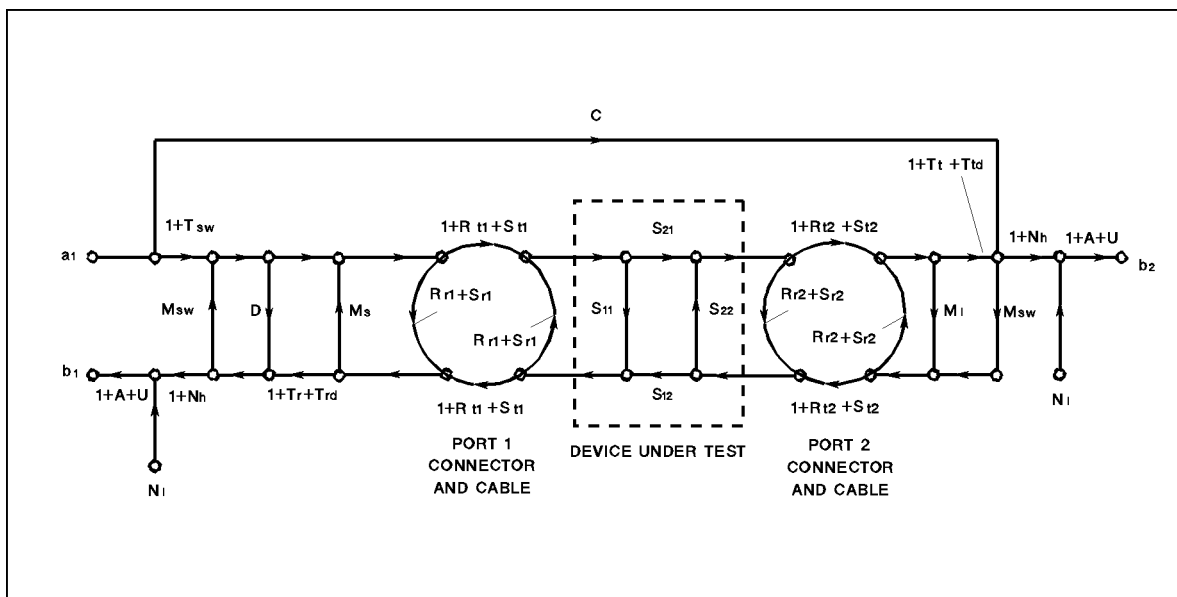 C
1+Tt +Ttd
1+Tsw
1+R t1 +St1
S21
1+Rt2 +St2
1+Nh
1+A+U
a1
b2
Rr1+Sr1
Rr2+Sr2
Msw
D
Ms
S11
S22
Ml
Msw
Rr1+Sr1
Rr2+Sr2
b1
1+A+U
1+Nh
1+Tr+Trd
1+R t1 +St1
S12
1+Rt2 +St2
Nl
PORT 1
CONNECTOR
AND CABLE
DEVICE UNDER TEST
PORT 2
CONNECTOR
AND CABLE
Nl